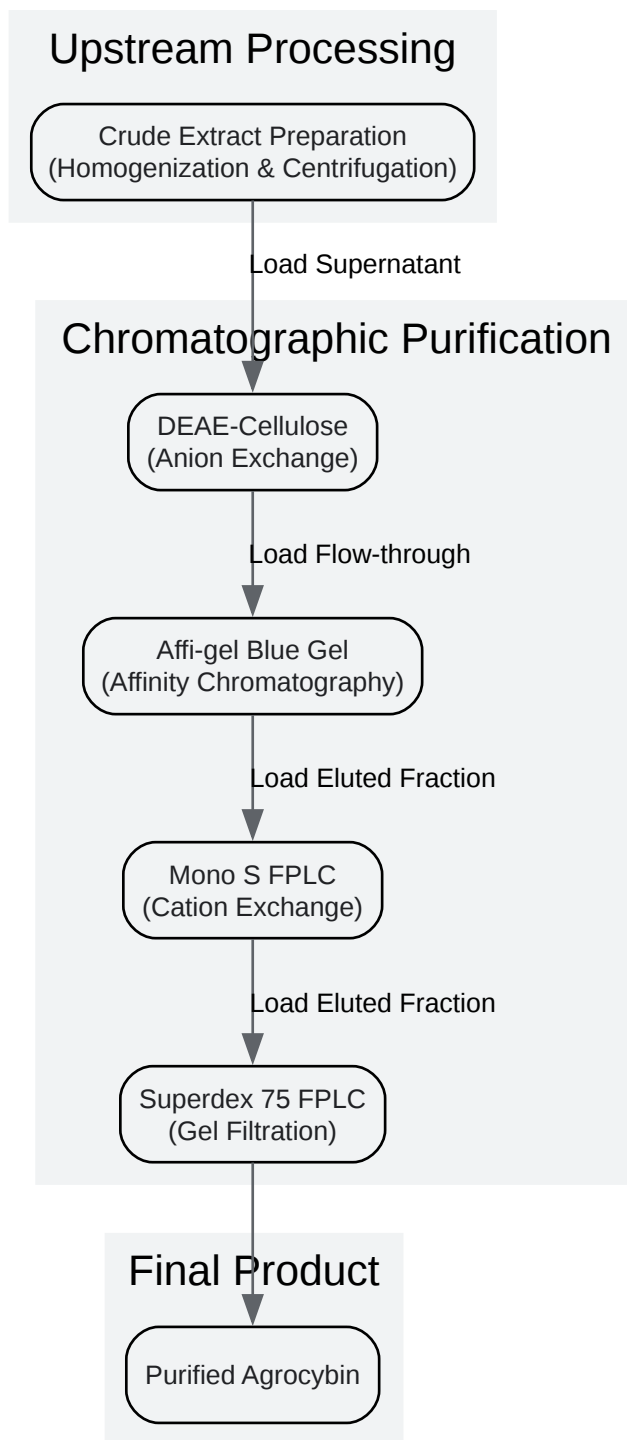 Upstream Processing
Crude Extract Preparation
(Homogenization & Centrifugation)
Load Supernatant
Chromatographic Purification
DEAE-Cellulose
(Anion Exchange)
Load Flow-through
Affi-gel Blue Gel
(Affinity Chromatography)
Load Eluted Fraction
Mono S FPLC
(Cation Exchange)
Load Eluted Fraction
Superdex 75 FPLC
(Gel Filtration)
Final Product
Purified Agrocybin